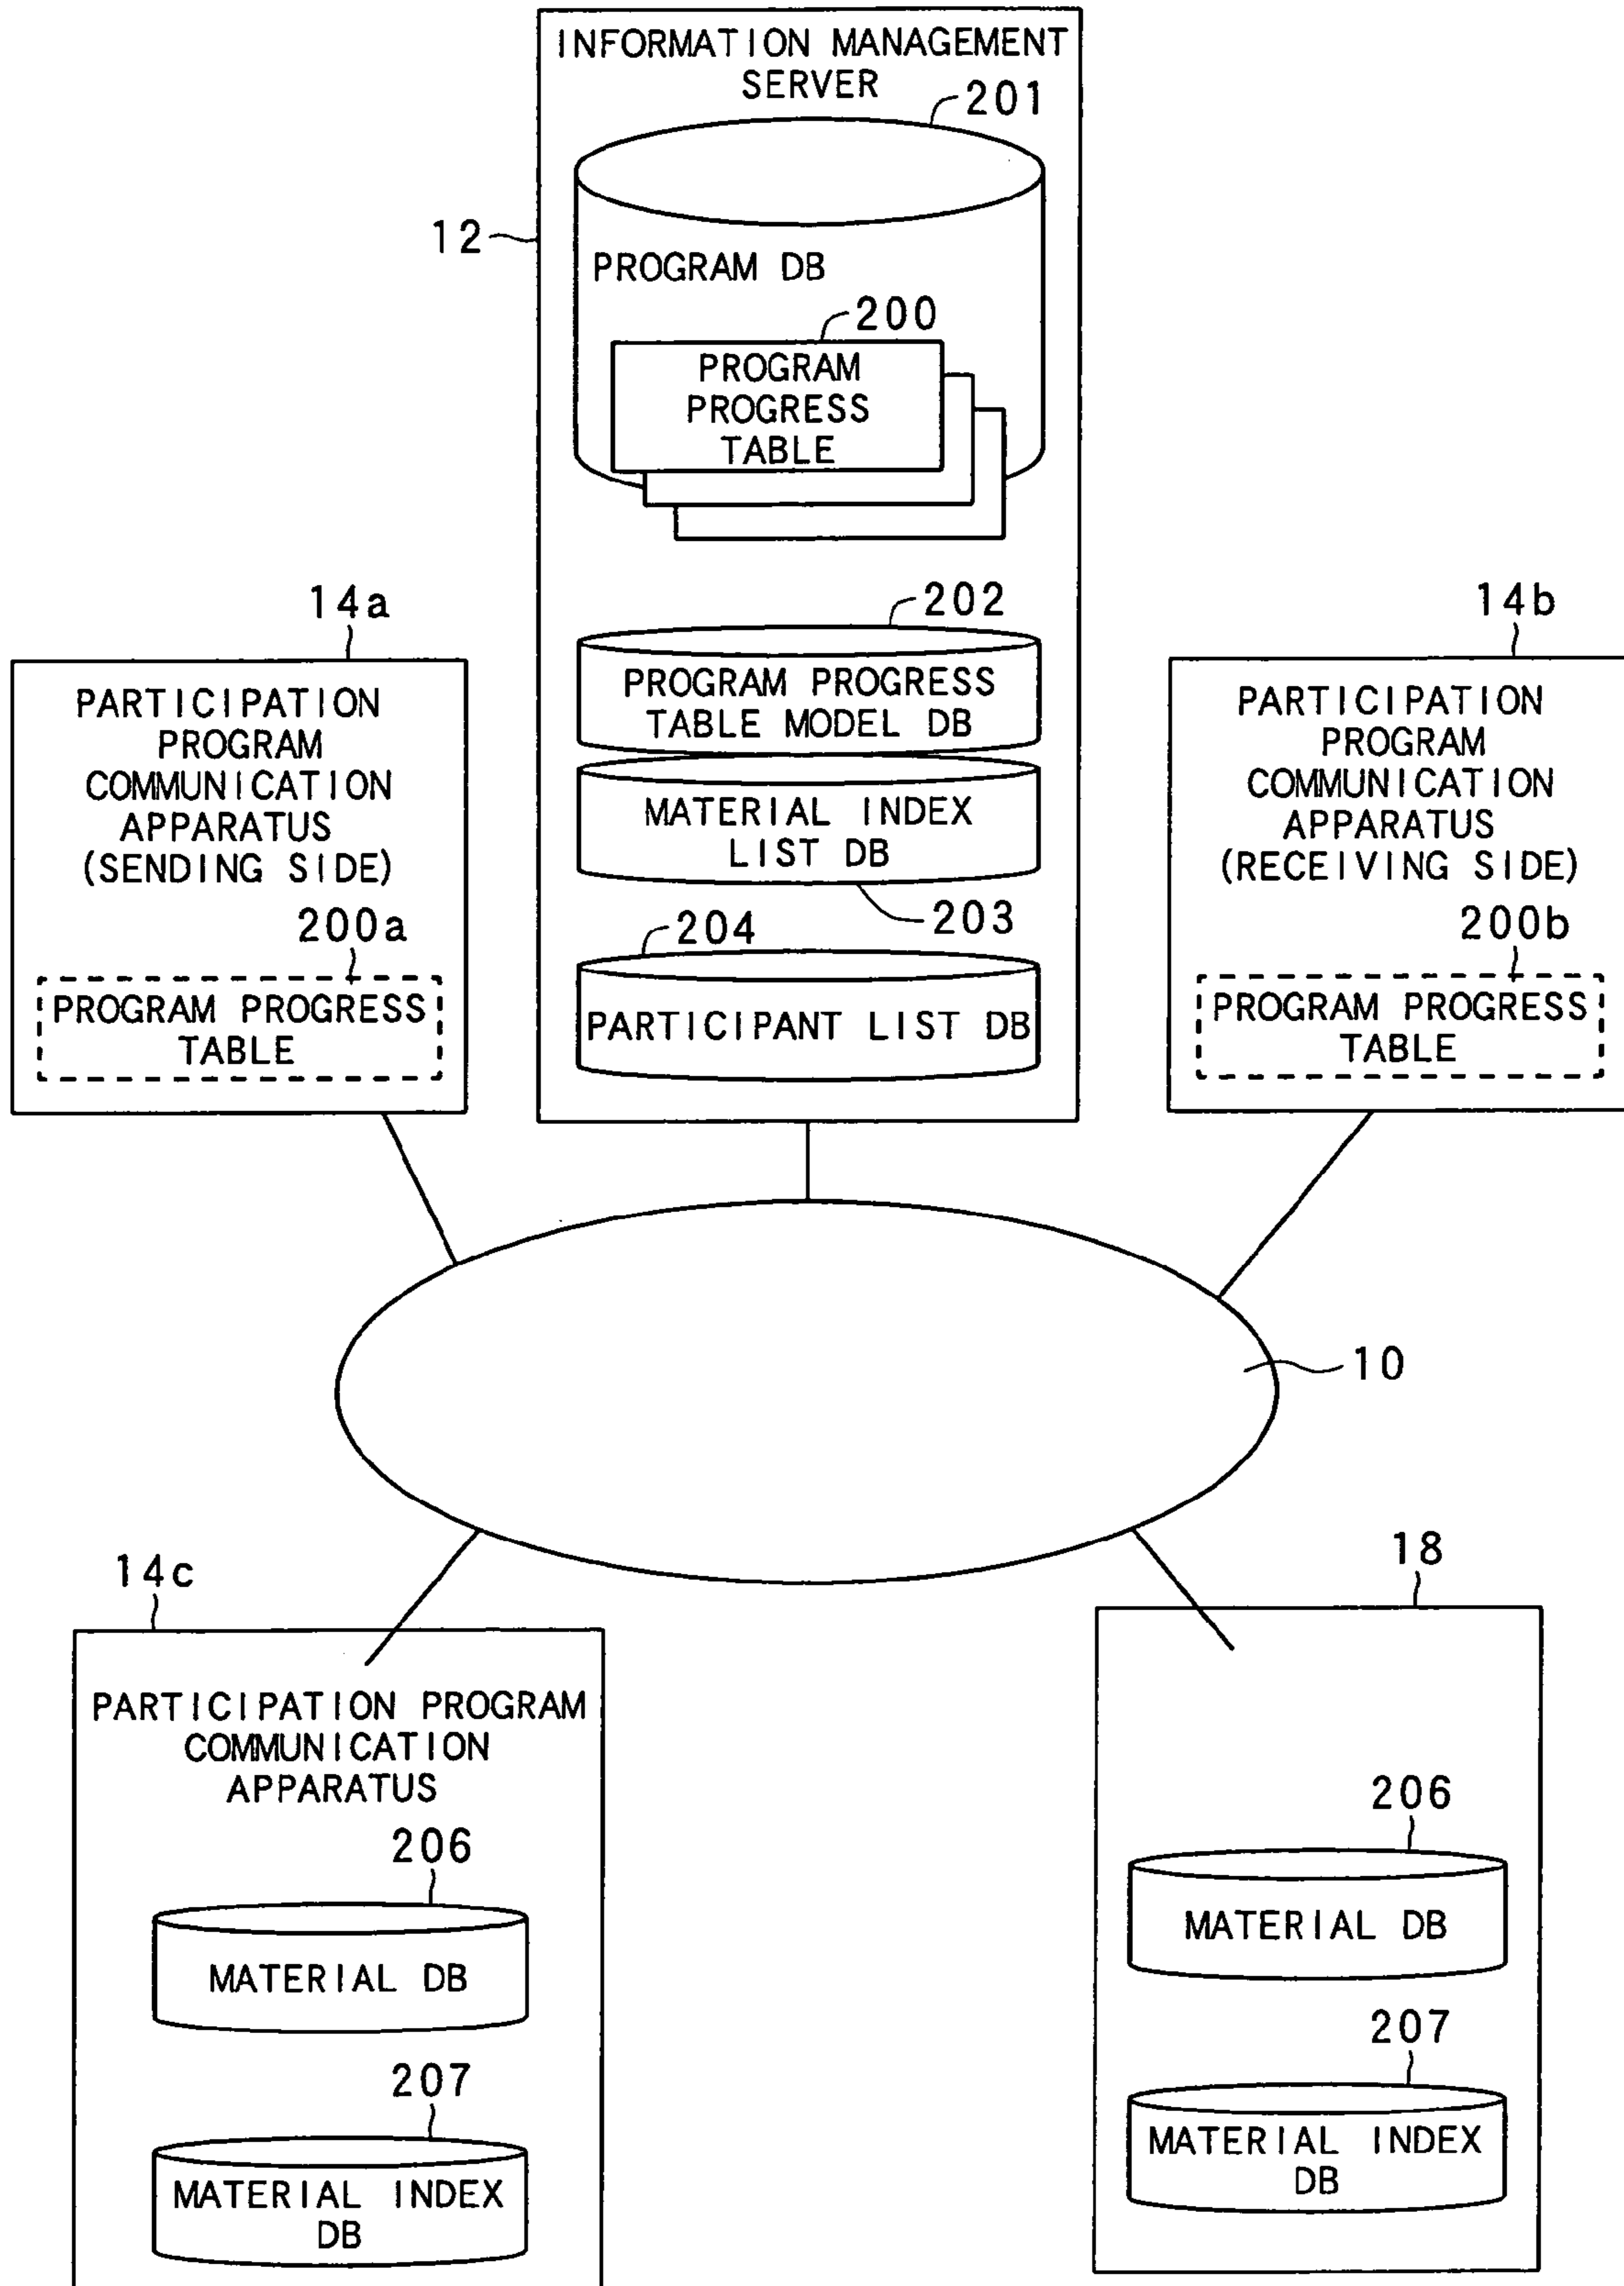 INFORMATION MANAGEMENT
SERVER
201
12
PROGRAM DB
200
PROGRAM
PROGRESS
TABLE
14a
PARTICIPATION
PROGRAM
COMMUNICATION
APPARATUS
(SENDING SIDE)
200a
PROGRAM PROGRESS
TABLE
202
PROGRAM PROGRESS
TABLE MODEL DB
MATERIAL INDEX
LIST DB
203
204
PARTICIPANT LIST DB
14b
PARTICIPATION
PROGRAM
COMMUNICATION
APPARATUS
(RECEIVING SIDE)
200b
PROGRAM PROGRESS
TABLE
10
14c
PARTICIPATION PROGRAM
COMMUNICATION
APPARATUS
206
MATERIAL DB
207
MATERIAL INDEX
DB
18
206
MATERIAL DB
207
MATERIAL INDEX
DB